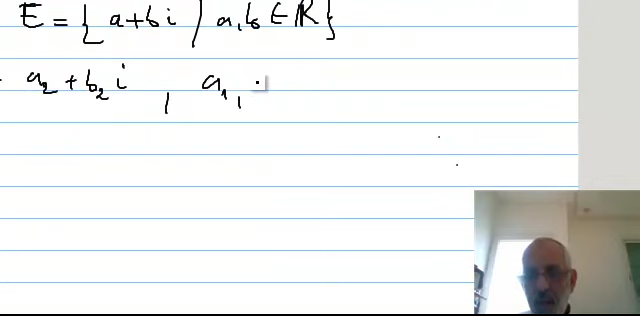 E = { a+bi / a,b ∈ ℝ}
a₂ + b₂ i , a₁,